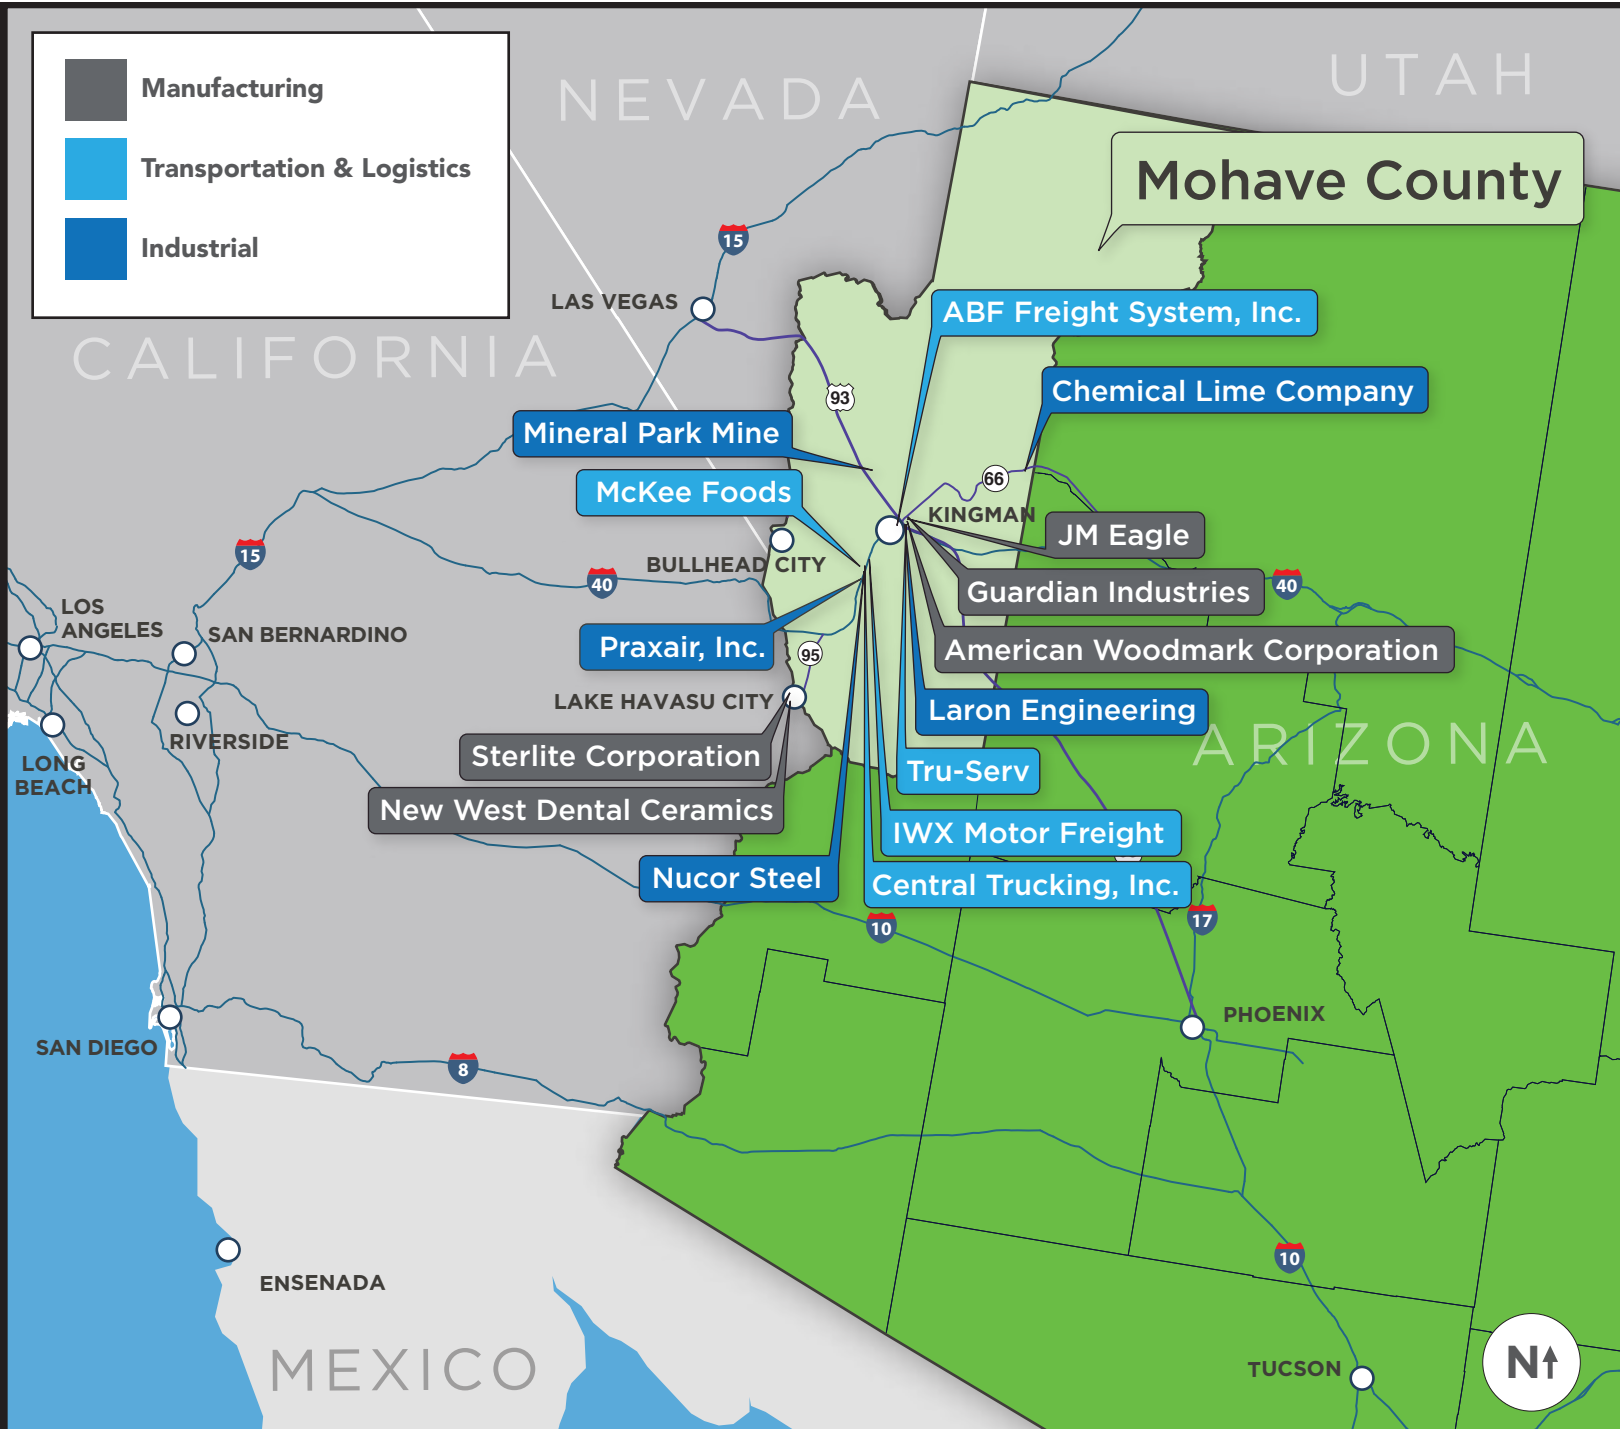 Manufacturing
Transportation & Logistics
Industrial
NEVADA
UTAH
Mohave County
15
LAS VEGAS
ABF Freight System, Inc.
CALIFORNIA
93
Chemical Lime Company
Mineral Park Mine
66
McKee Foods
KINGMAN
JM Eagle
15
BULLHEAD CITY
40
Guardian Industries
40
LOS
ANGELES
SAN BERNARDINO
Praxair, Inc.
95
American Woodmark Corporation
LAKE HAVASU CITY
Laron Engineering
RIVERSIDE
ARIZONA
Sterlite Corporation
LONG
BEACH
Tru-Serv
New West Dental Ceramics
IWX Motor Freight
Nucor Steel
Central Trucking, Inc.
10
17
PHOENIX
SAN DIEGO
8
10
ENSENADA
MEXICO
TUCSON
N